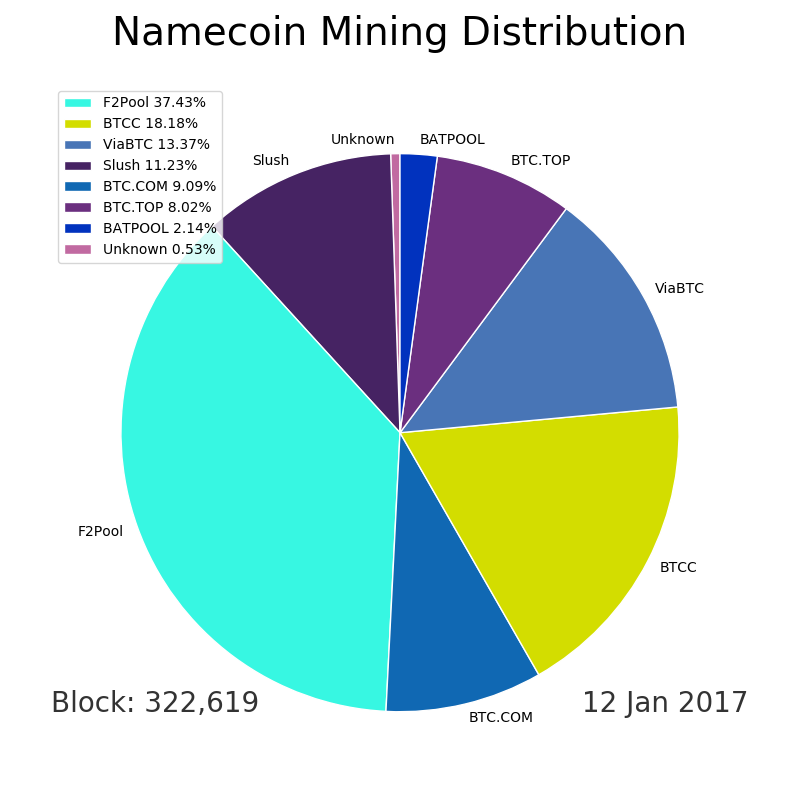 Namecoin Mining Distribution
F2Pool 37.43%
BTCC 18.18%
ViaBTC 13.37%
Slush 11.23%
BTC.COM 9.09%
BTC.TOP 8.02%
BATPOOL 2.14%
Unknown 0.53%
Unknown
BATPOOL
Slush
BTC.TOP
ViaBTC
F2Pool
BTCC
BTC.COM
Block: 322,619
12 Jan 2017